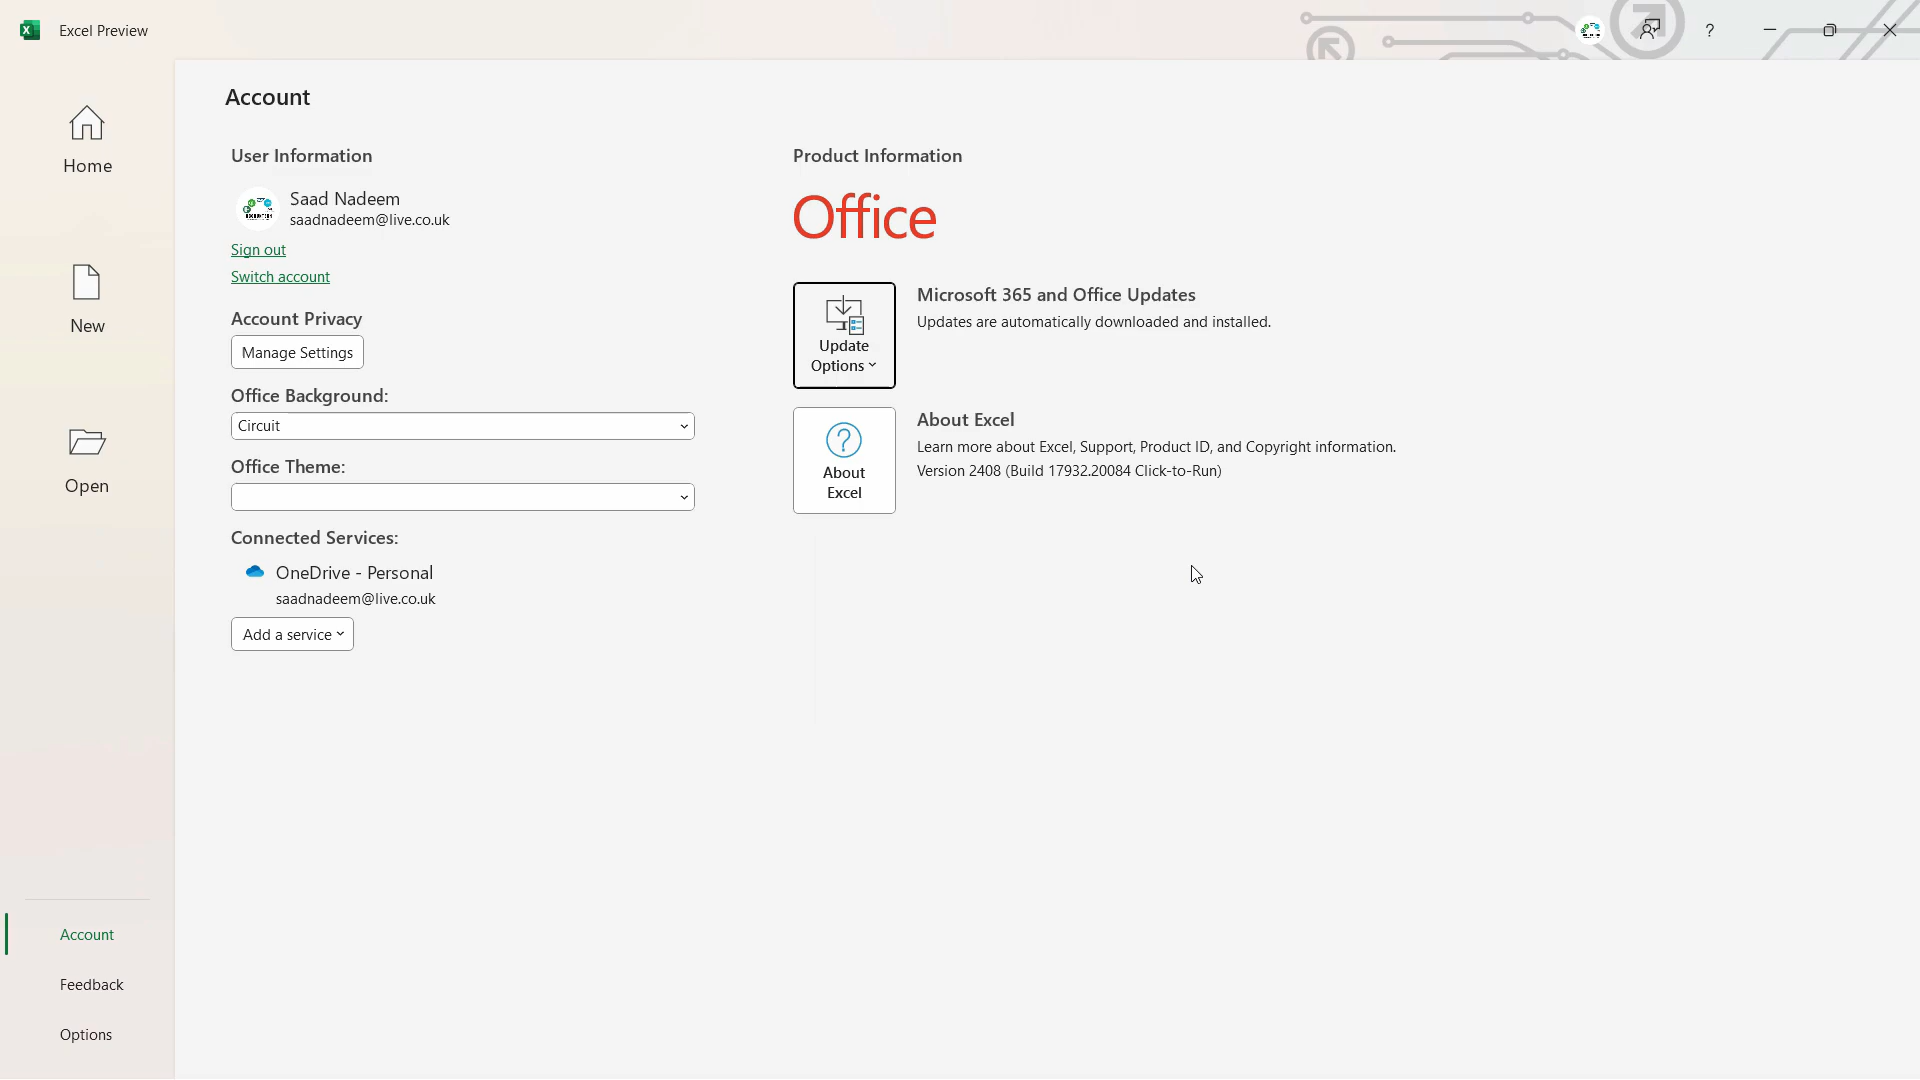 Excel Preview
?
Account
Home
New
Open
Account
Feedback
Options
User Information
Saad Nadeem
saadnadeem@live.co.uk
Sign out
Switch account
Account Privacy
Manage Settings
Office Background:
Circuit
Office Theme:
Connected Services:
OneDrive - Personal
saadnadeem@live.co.uk
Add a service
Product Information
Office
Update
Options
Microsoft 365 and Office Updates
Updates are automatically downloaded and installed.
About
Excel
About Excel
Learn more about Excel, Support, Product ID, and Copyright information.
Version 2408 (Build 17932.20084 Click-to-Run)